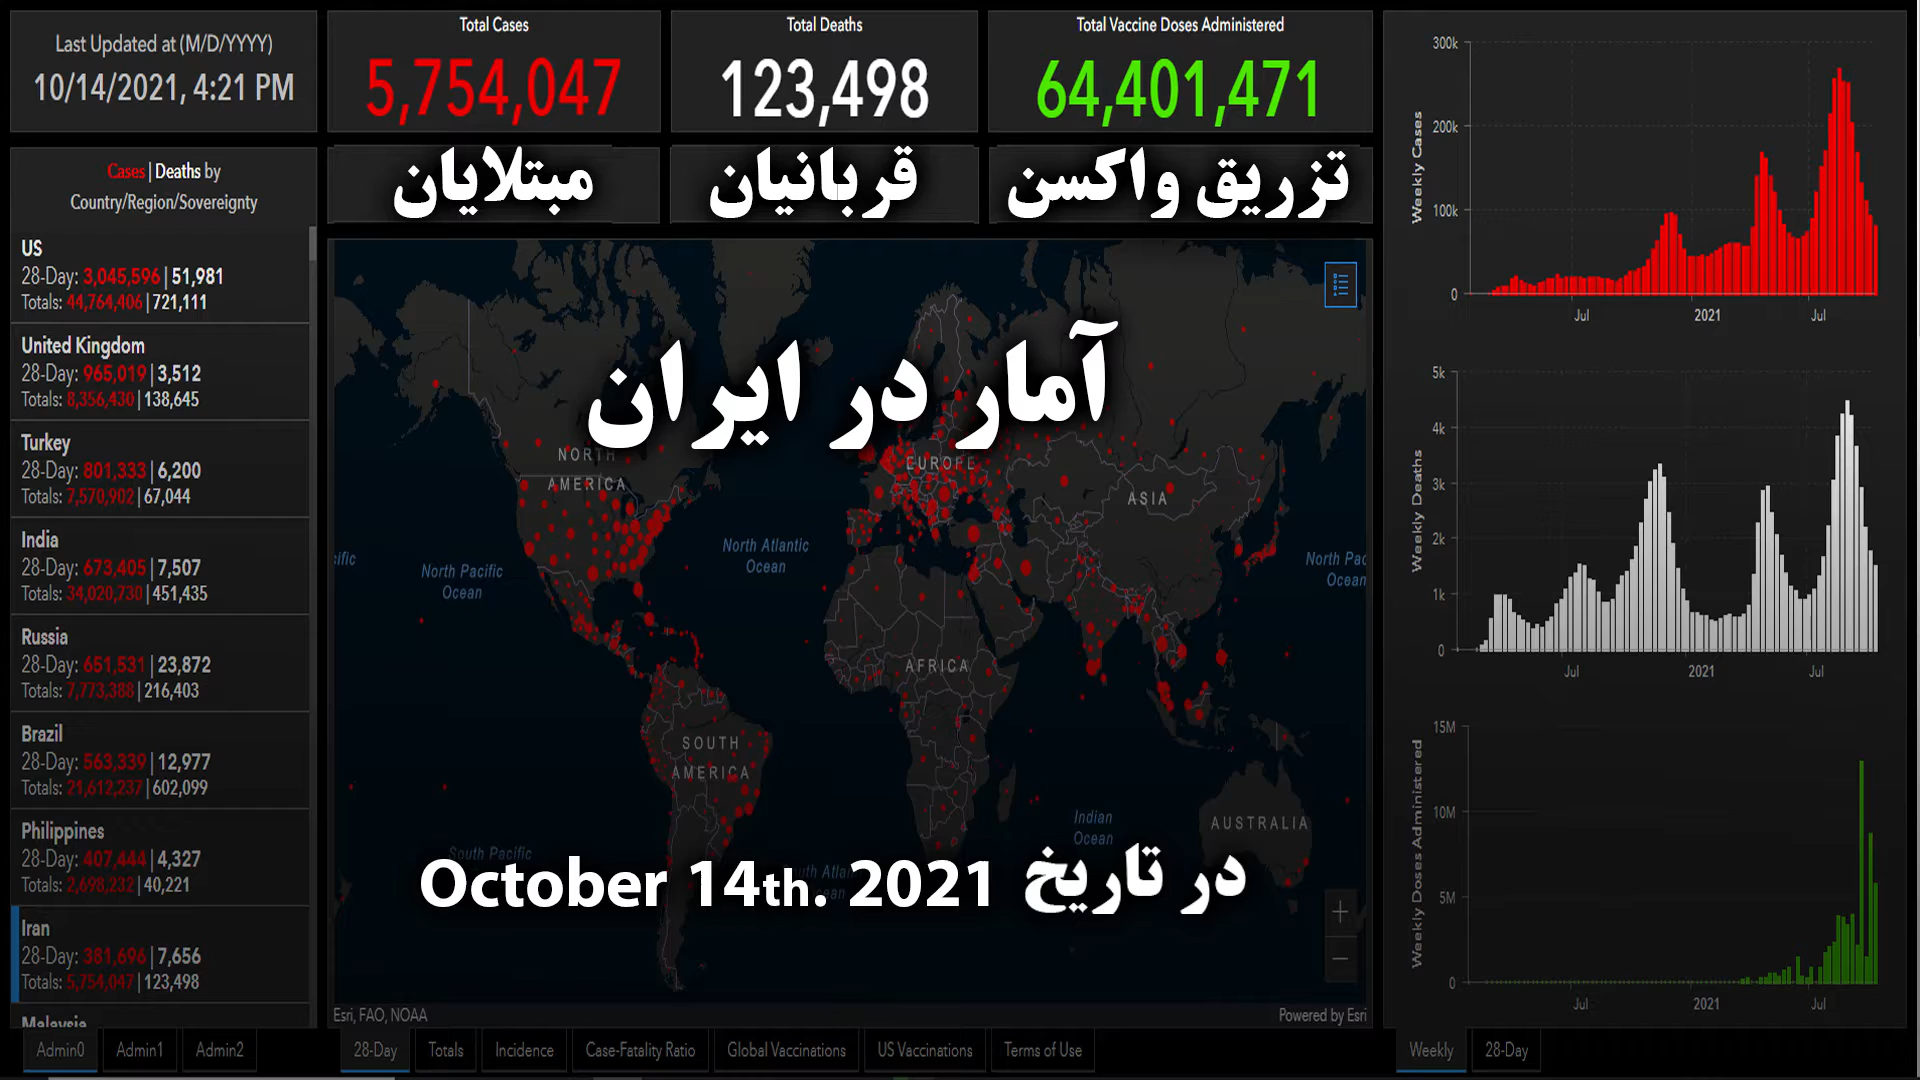 Last Updated at (M/D/YYYY)
10/14/2021, 4:21 PM
Total Cases
5,754,047
Total Deaths
123,498
Total Vaccine Doses Administered
64,401,471
مبتلایان
قربانیان
تزریق واکسن
Cases | Deaths by
Country/Region/Sovereignty
US
28-Day: 3,045,596 | 51,981
Totals: 44,764,406 | 721,111
United Kingdom
28-Day: 965,019 | 3,512
Totals: 8,356,430 | 138,645
Turkey
28-Day: 801,333 | 6,200
Totals: 7,570,902 | 67,044
India
28-Day: 673,405 | 7,507
Totals: 34,020,730 | 451,435
Russia
28-Day: 651,531 | 23,872
Totals: 7,773,388 | 216,403
Brazil
28-Day: 563,339 | 12,977
Totals: 21,612,237 | 602,099
Philippines
28-Day: 407,444 | 4,327
Totals: 2,698,232 | 40,221
Iran
28-Day: 381,696 | 7,656
Totals: 5,754,047 | 123,498
Malaysia
Admin0
Admin1
Admin2
آمار در ایران
NORTH
AMERICA
EUROPE
ASIA
North Atlantic
Ocean
North Pacific
Ocean
North Pac
Ocean
AFRICA
SOUTH
AMERICA
Indian
Ocean
AUSTRALIA
South Pacific
در تاریخ October 14th. 2021
Esri, FAO, NOAA
Powered by Esri
28-Day
Totals
Incidence
Case-Fatality Ratio
Global Vaccinations
US Vaccinations
Terms of Use
Weekly Cases
300k
200k
100k
0
Jul
2021
Jul
Weekly Deaths
5k
4k
3k
2k
1k
0
Jul
2021
Jul
Weekly Doses Administered
15M
10M
5M
0
Jul
2021
Jul
Weekly
28-Day